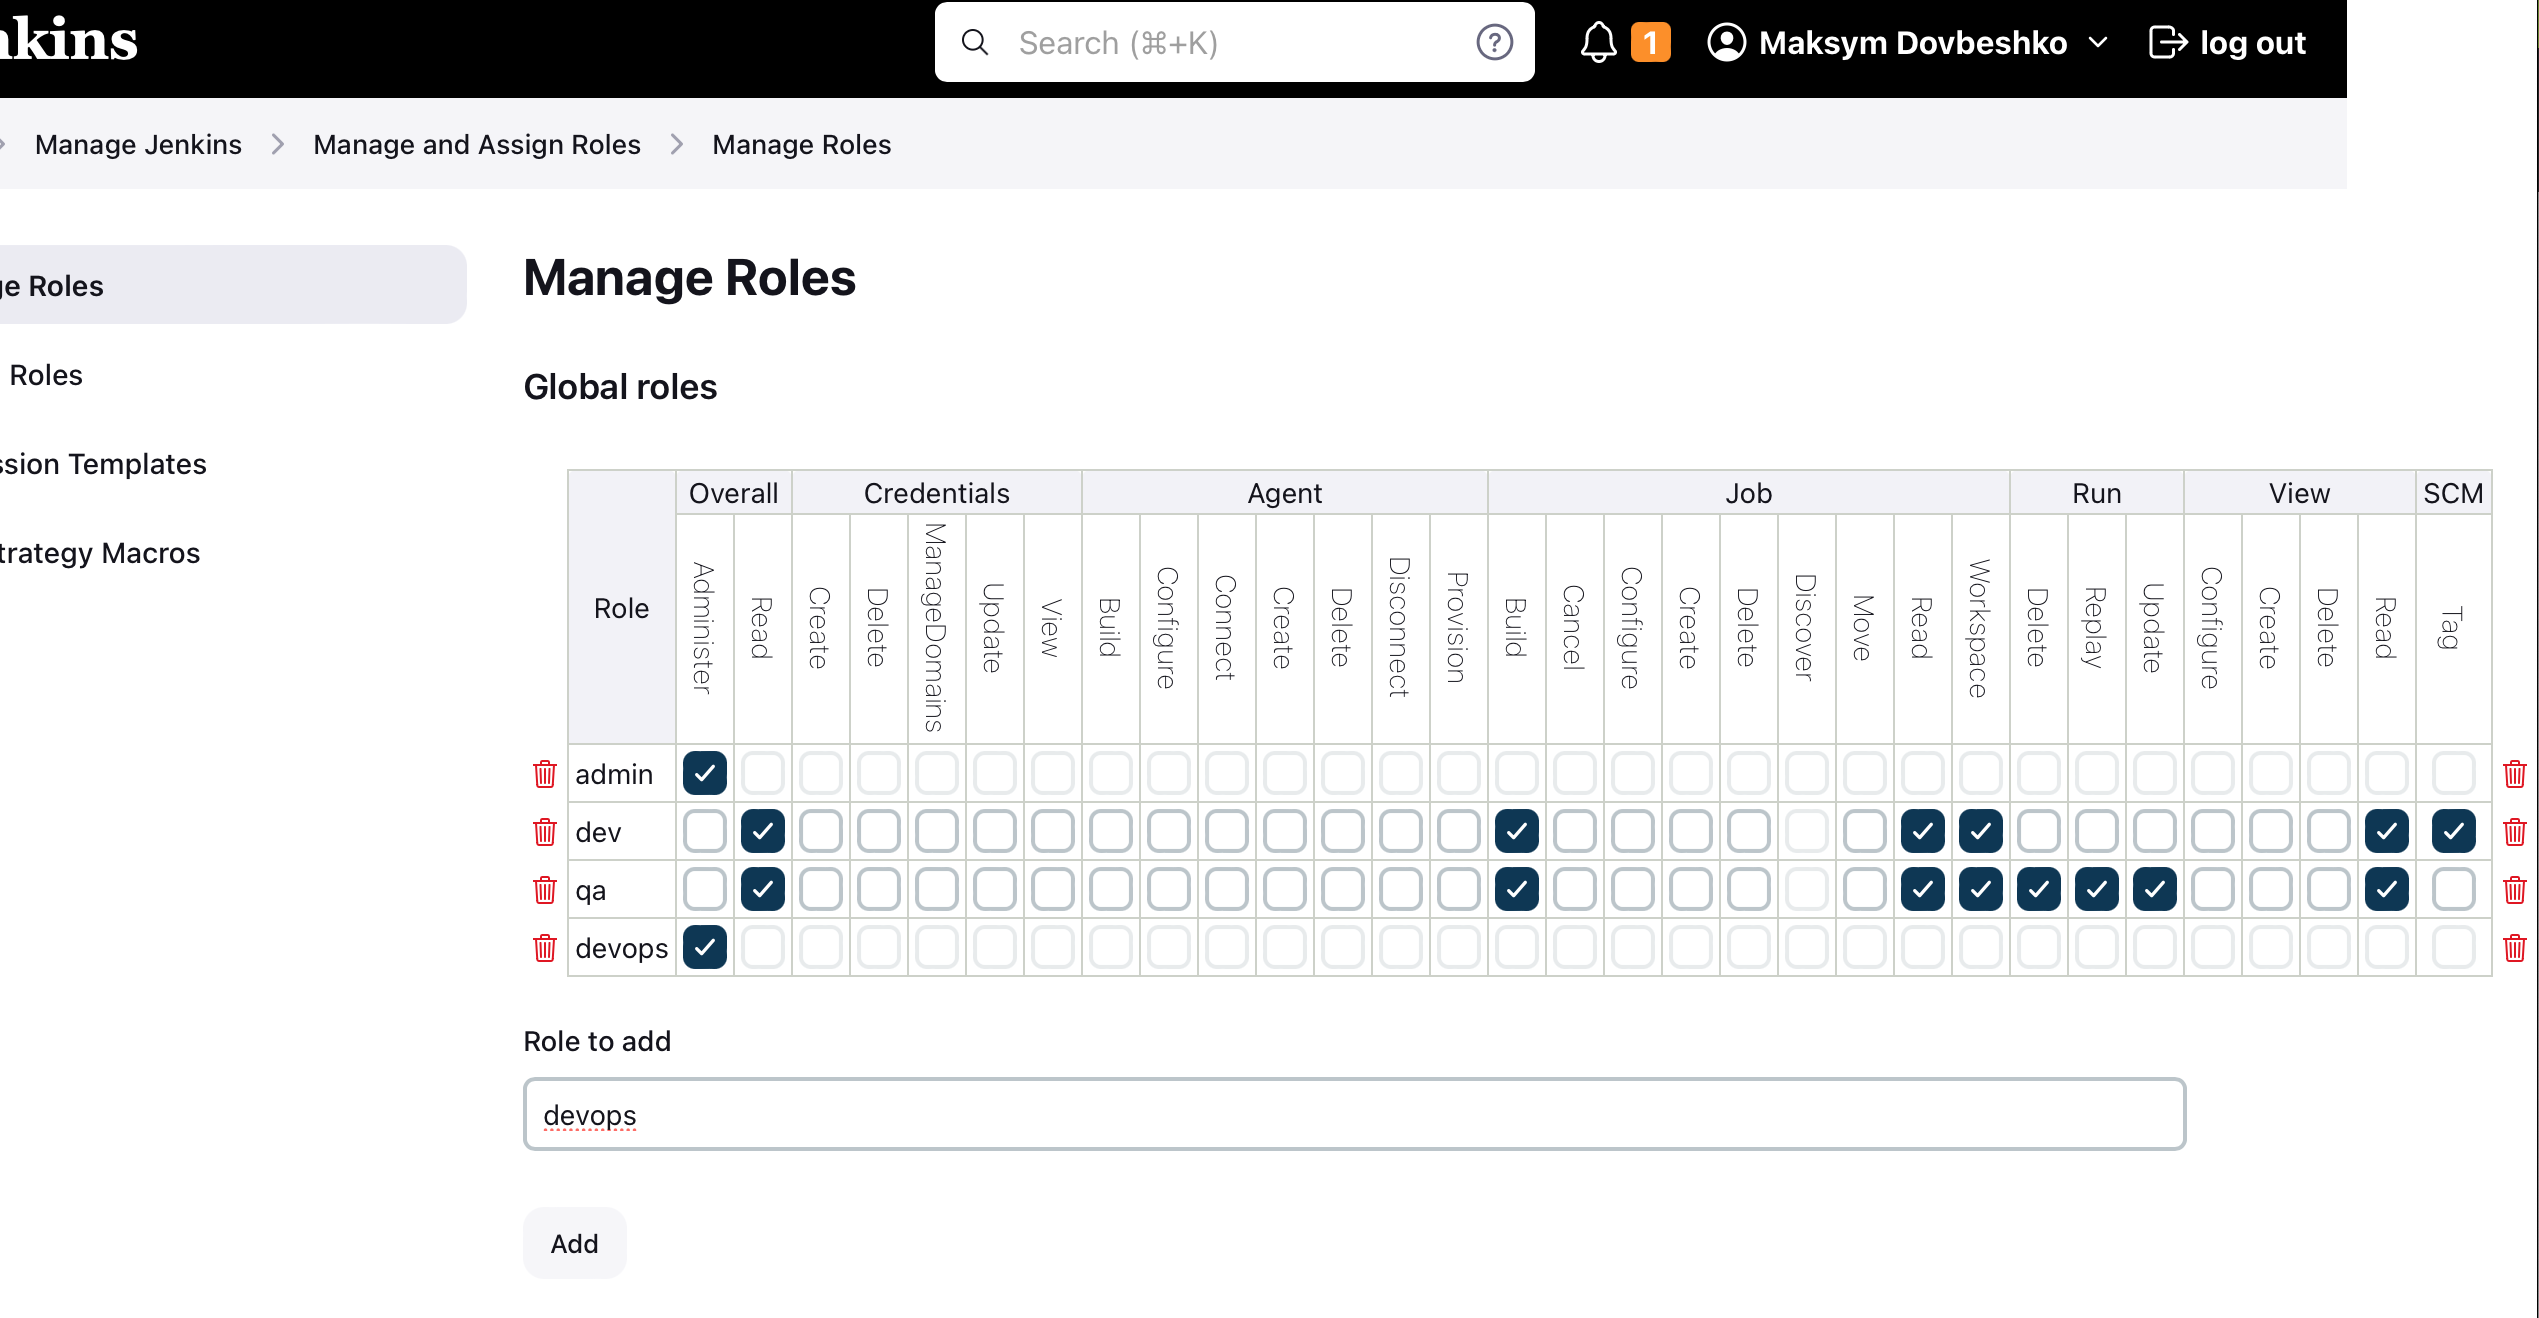 nkins
Search (⌘+K)
1
Maksym Dovbeshko
log out
Manage Jenkins
Manage and Assign Roles
Manage Roles
ge Roles
Roles
ssion Templates
trategy Macros
Manage Roles
Global roles
Role
Overall
Credentials
Agent
Job
Run
View
SCM
Administer
Read
Create
Delete
ManageDomains
Update
View
Build
Configure
Connect
Create
Delete
Disconnect
Provision
Build
Cancel
Configure
Create
Delete
Discover
Move
Read
Workspace
Delete
Replay
Update
Configure
Create
Delete
Read
Tag
admin
dev
qa
devops
Role to add
devops
Add